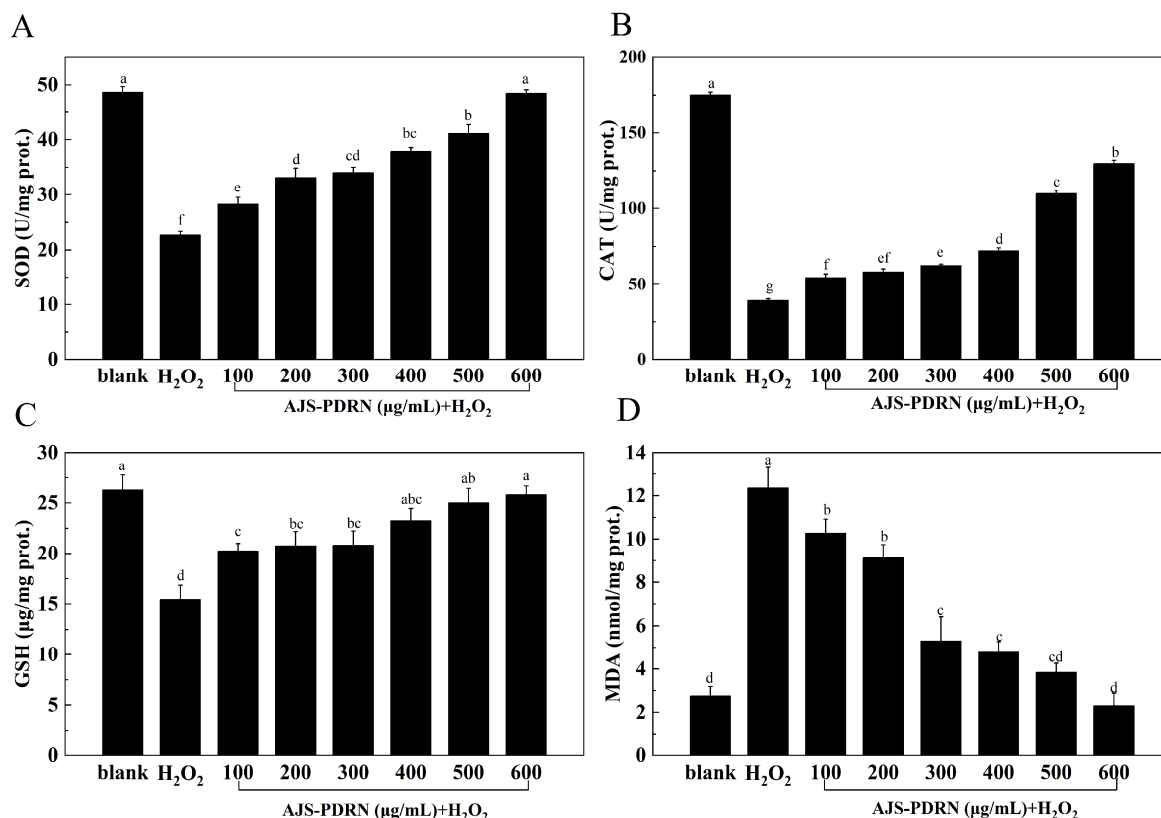 A
SOD (U/mg prot.)
50
40
30
20
10
0
a
f
e
d
cd
bc
b
a
blank H₂O₂ 100 200 300 400 500 600
AJS-PDRN (μg/mL)+H₂O₂
B
CAT (U/mg prot.)
200
150
100
50
0
a
g
f
ef
e
d
c
b
blank H₂O₂ 100 200 300 400 500 600
AJS-PDRN (μg/mL)+H₂O₂
C
GSH (μg/mg prot.)
30
25
20
15
10
5
0
a
d
c
bc
bc
abc
ab
a
blank H₂O₂ 100 200 300 400 500 600
AJS-PDRN (μg/mL)+H₂O₂
D
MDA (nmol/mg prot.)
14
12
10
8
6
4
2
0
d
a
b
b
c
c
cd
d
blank H₂O₂ 100 200 300 400 500 600
AJS-PDRN (μg/mL)+H₂O₂